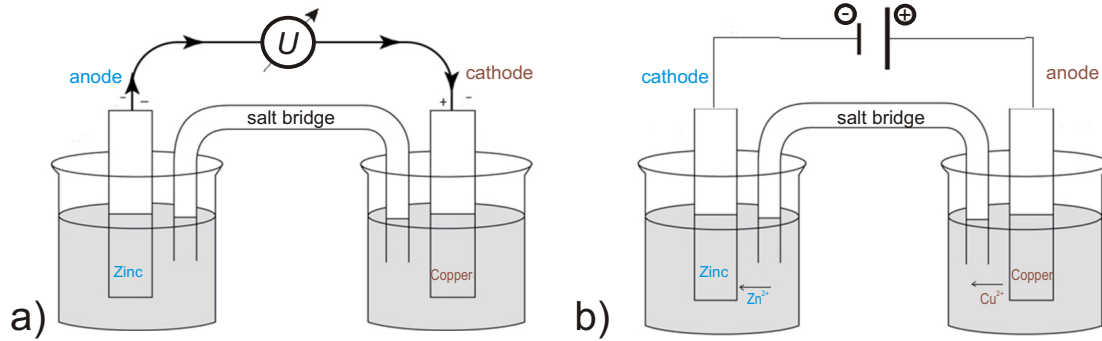 U
anode
cathode
– –
+ -
salt bridge
Zinc
Copper
a)
- +
cathode
anode
salt bridge
Zinc
Copper
Zn²⁺
Cu²⁺
b)